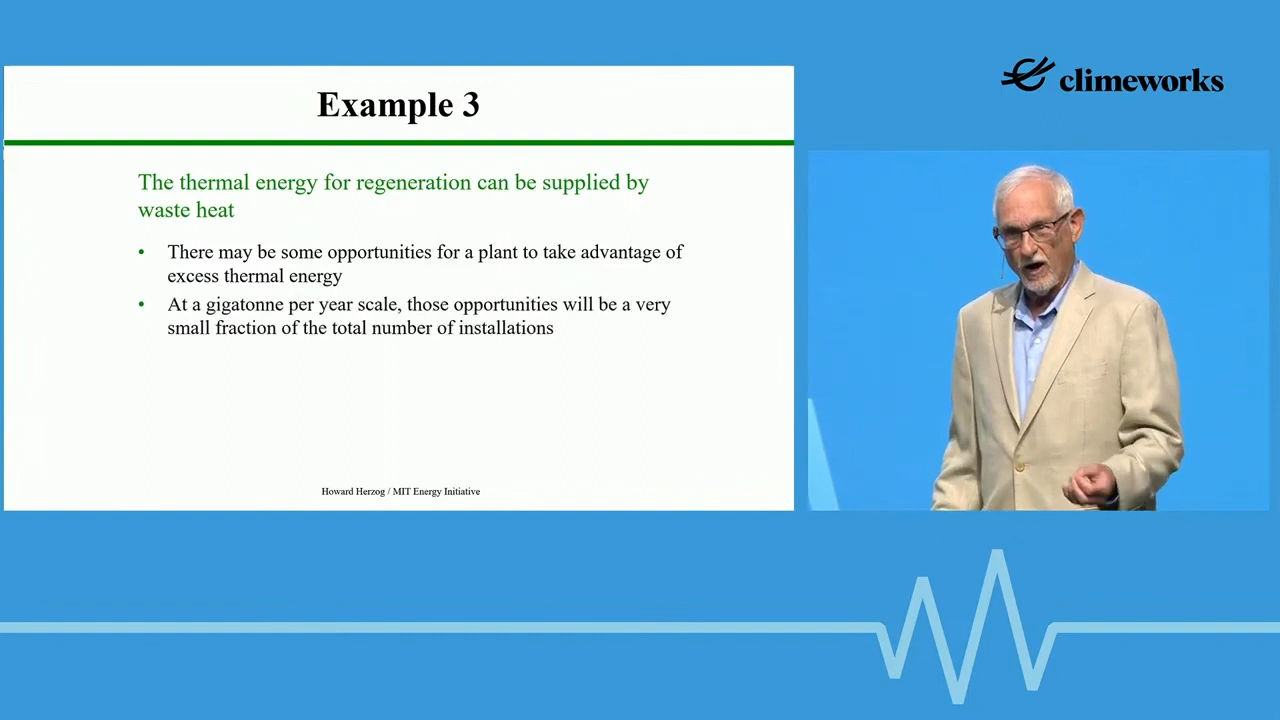 Example 3
climeworks
The thermal energy for regeneration can be supplied by
waste heat
• There may be some opportunities for a plant to take advantage of
excess thermal energy
• At a gigatonne per year scale, those opportunities will be a very
small fraction of the total number of installations
Howard Herzog / MIT Energy Initiative